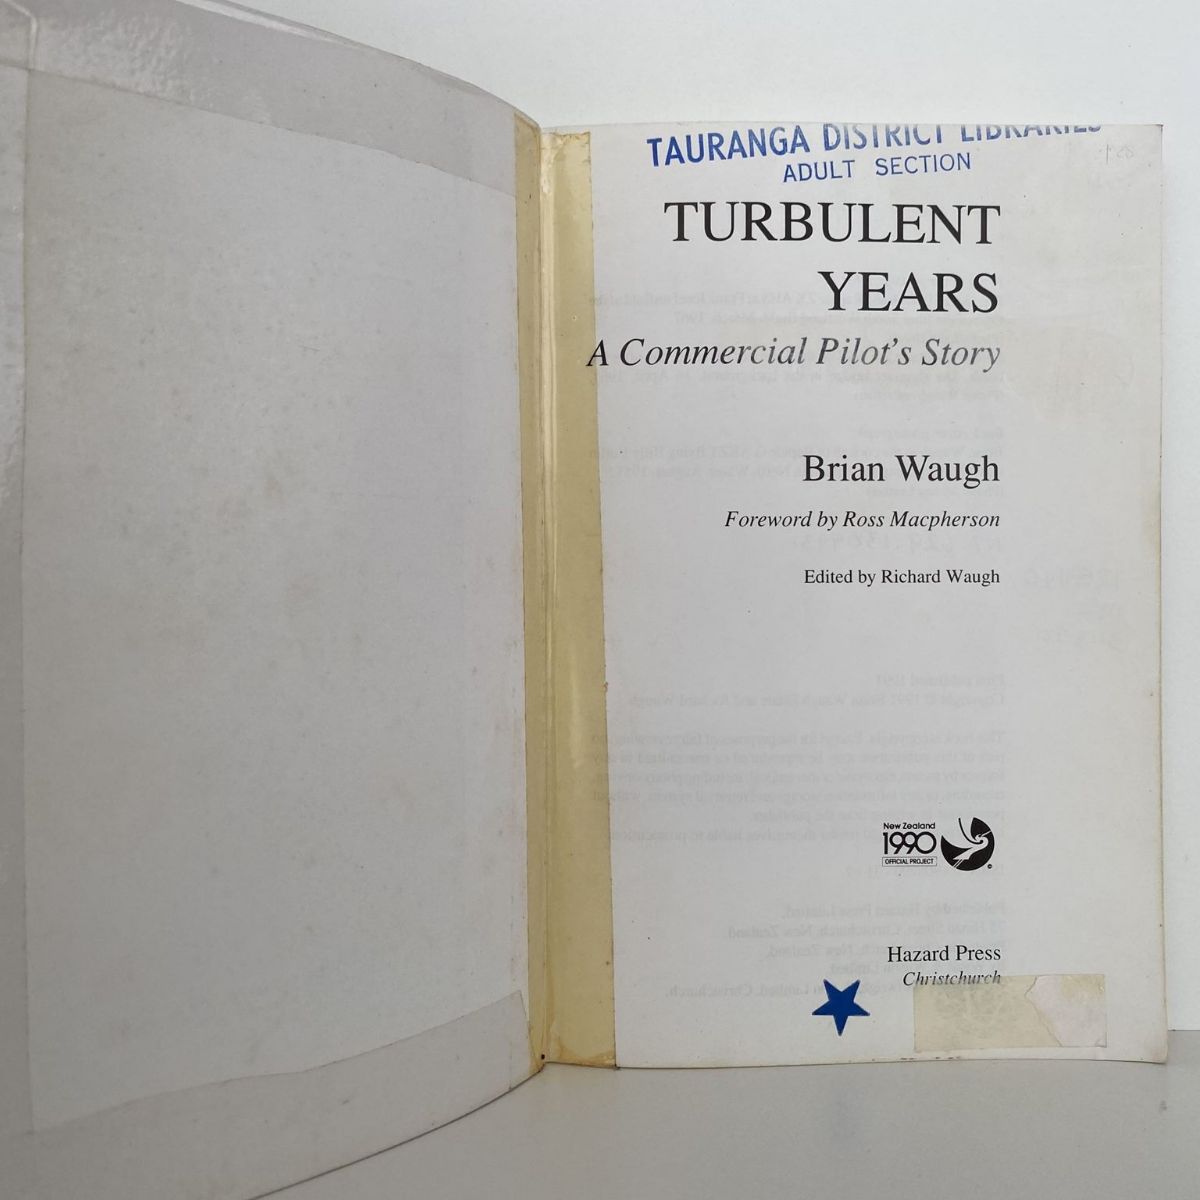 TAURANGA DISTRICT LIBRARIES
ADULT SECTION
TURBULENT
YEARS
A Commercial Pilot's Story
Brian Waugh
Foreword by Ross Macpherson
Edited by Richard Waugh
New Zealand
1990
OFFICIAL PROJECT
Hazard Press
Christchurch